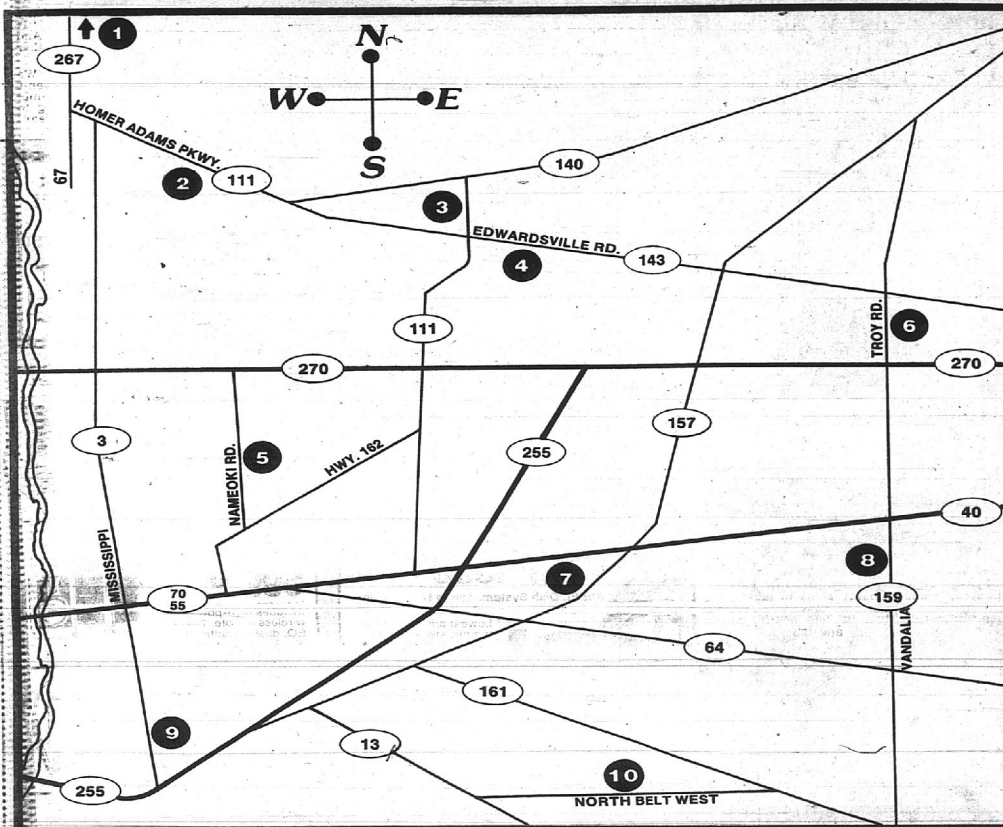 1
267
N
W E
S
HOMER ADAMS PKWY.
67
2
111
140
3
EDWARDSVILLE RD.
4
143
111
TROY RD.
6
270
270
3
NAMEOKI RD.
5
HWY. 162
255
157
40
MISSISSIPPI
70
55
7
8
159
VANDALIA
64
161
9
13
255
10
NORTH BELT WEST